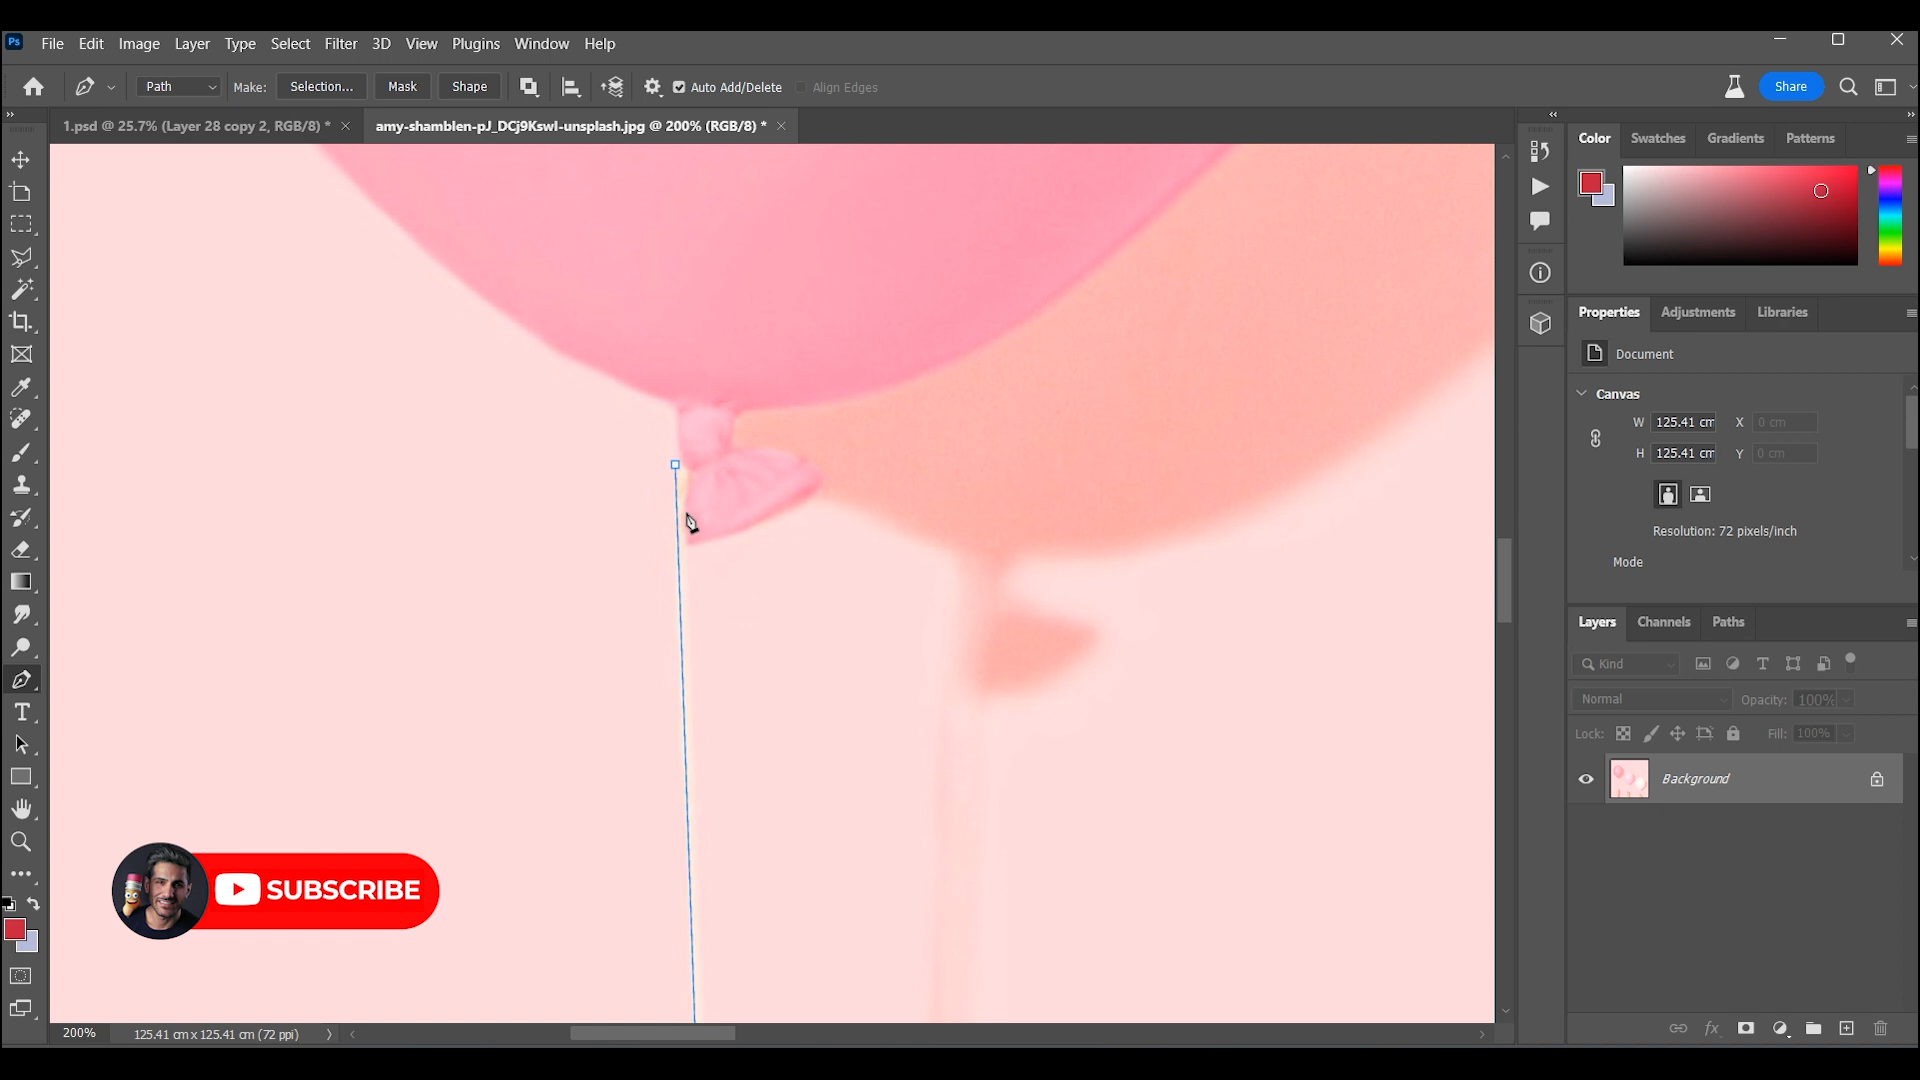 Ps File Edit Image Layer Type Select Filter 3D View Plugins Window Help
Path Make: Selection... Mask Shape Auto Add/Delete Align Edges Share
1.psd @ 25.7% (Layer 28 copy 2, RGB/8) * amy-shamblen-pJ_DCj9KswI-unsplash.jpg @ 200% (RGB/8) *
Color Swatches Gradients Patterns
Properties Adjustments Libraries
Document
Canvas
W 125.41 cm X 0 cm
H 125.41 cm Y 0 cm
Resolution: 72 pixels/inch
Mode
Layers Channels Paths
Kind
Normal Opacity: 100%
Lock: Fill: 100%
Background
SUBSCRIBE
200% 125.41 cm x 125.41 cm (72 ppi)
fx